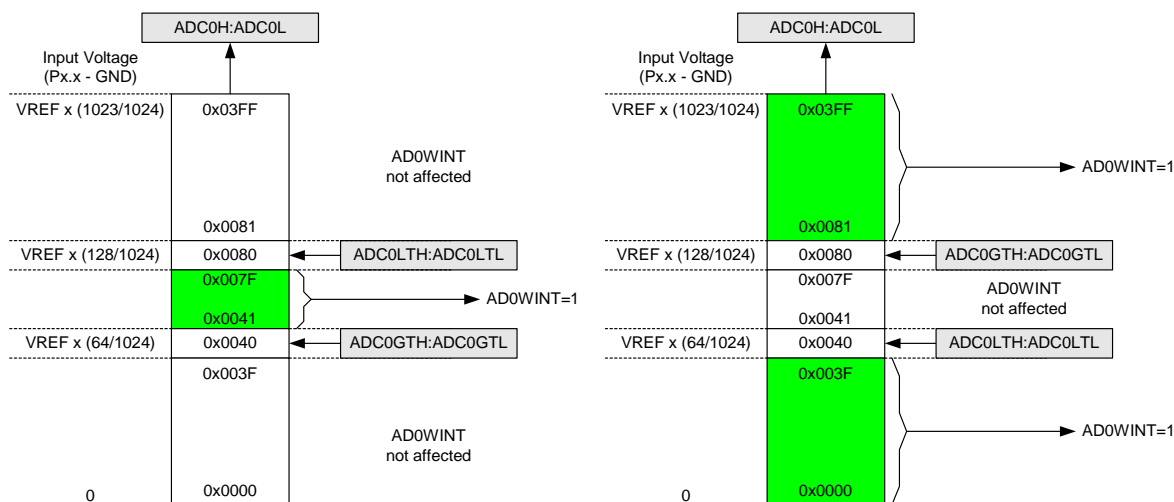 ADC0H:ADC0L
Input Voltage
(Px.x - GND)
VREF x (1023/1024)
0x03FF
AD0WINT
not affected
0x0081
VREF x (128/1024)
0x0080
ADC0LTH:ADC0LTL
0x007F
AD0WINT=1
0x0041
VREF x (64/1024)
0x0040
ADC0GTH:ADC0GTL
0x003F
AD0WINT
not affected
0
0x0000
ADC0H:ADC0L
Input Voltage
(Px.x - GND)
VREF x (1023/1024)
0x03FF
AD0WINT=1
0x0081
VREF x (128/1024)
0x0080
ADC0GTH:ADC0GTL
0x007F
AD0WINT
not affected
0x0041
VREF x (64/1024)
0x0040
ADC0LTH:ADC0LTL
0x003F
AD0WINT=1
0
0x0000